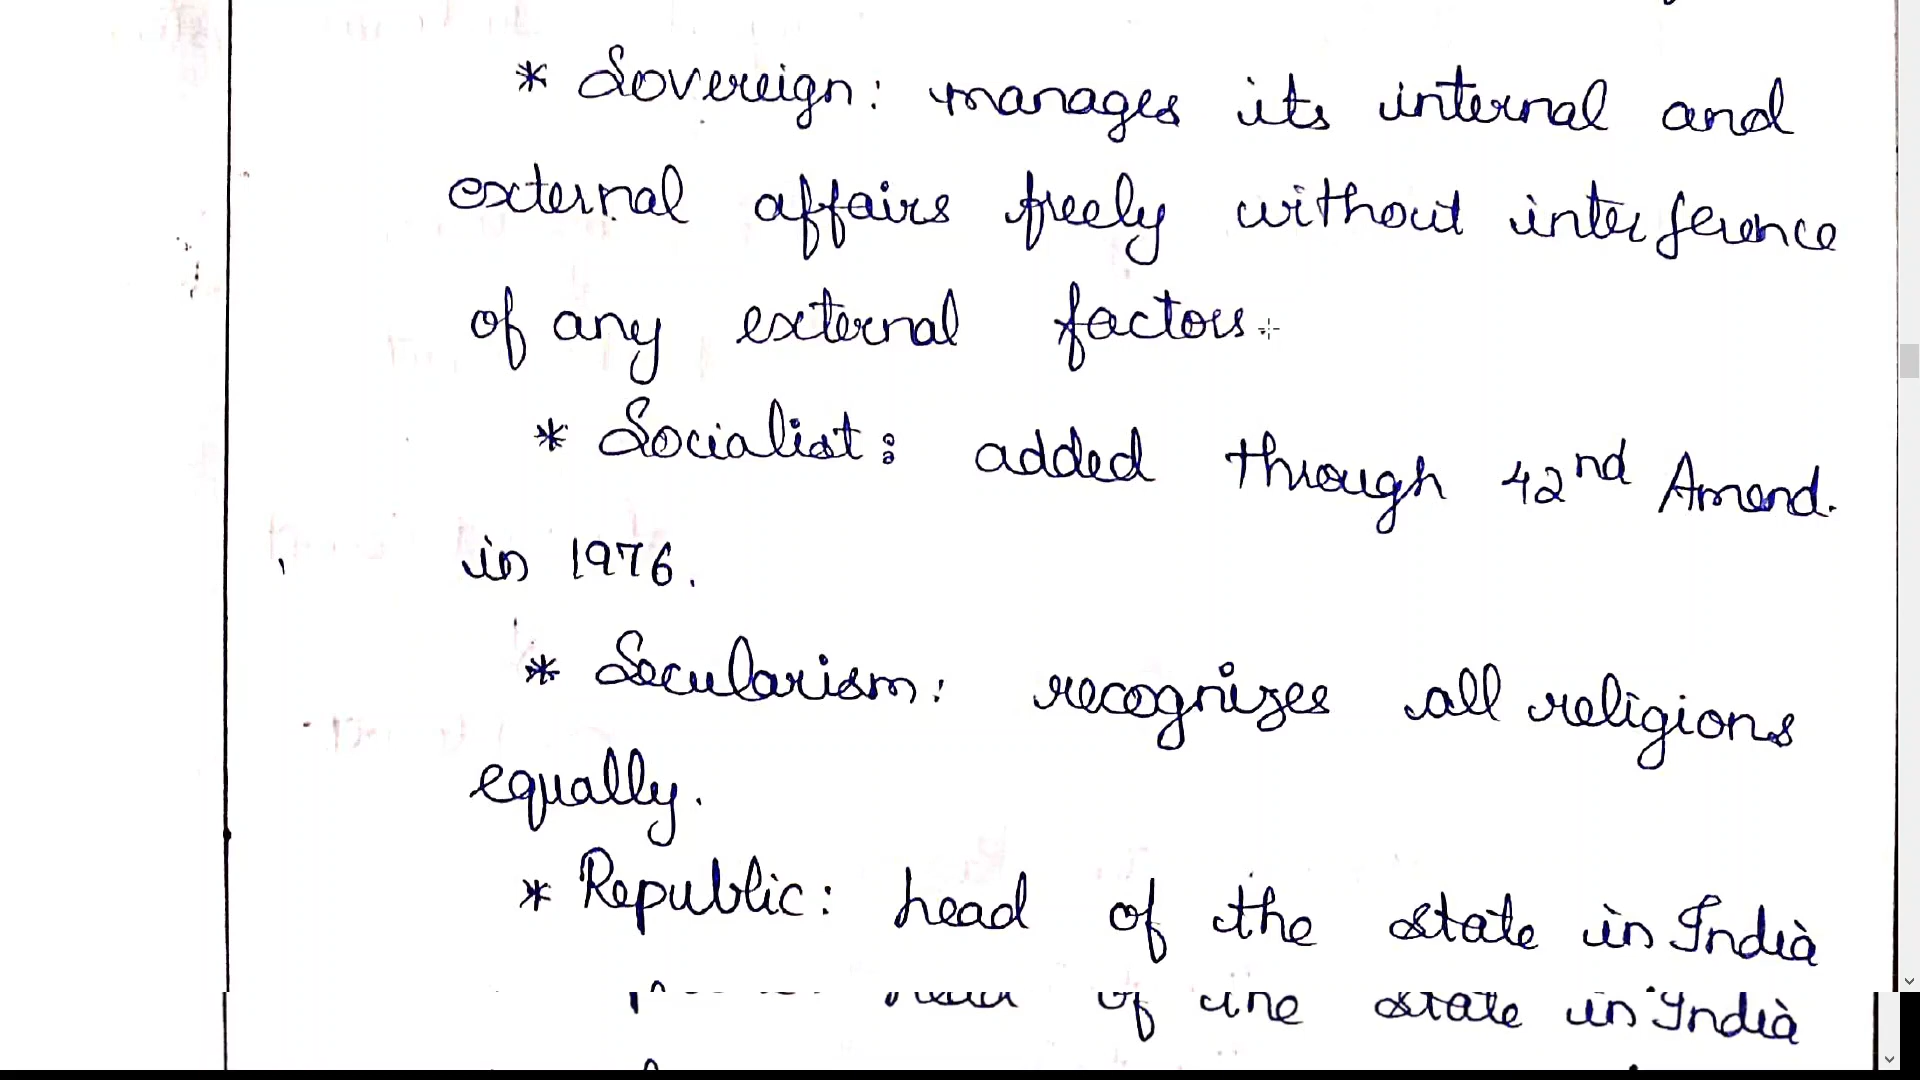 * Sovereign: manages its internal and
external affairs freely without interference
of any external factors.
* Socialist: added through 42nd Amend.
in 1976.
* Secularism: recognizes all religions
equally.
* Republic: head of the state in India
of the state in India